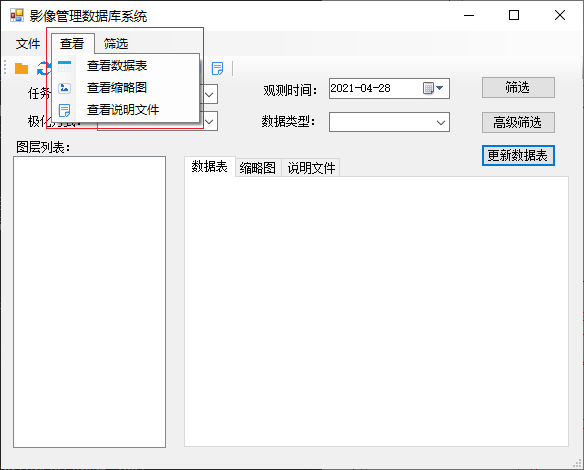 影像管理数据库系统
文件 查看 筛选
查看数据表
查看缩略图
查看说明文件
任务
观测时间：
2021-04-28
筛选
极化方式：
数据类型：
高级筛选
更新数据表
图层列表：
数据表 缩略图 说明文件